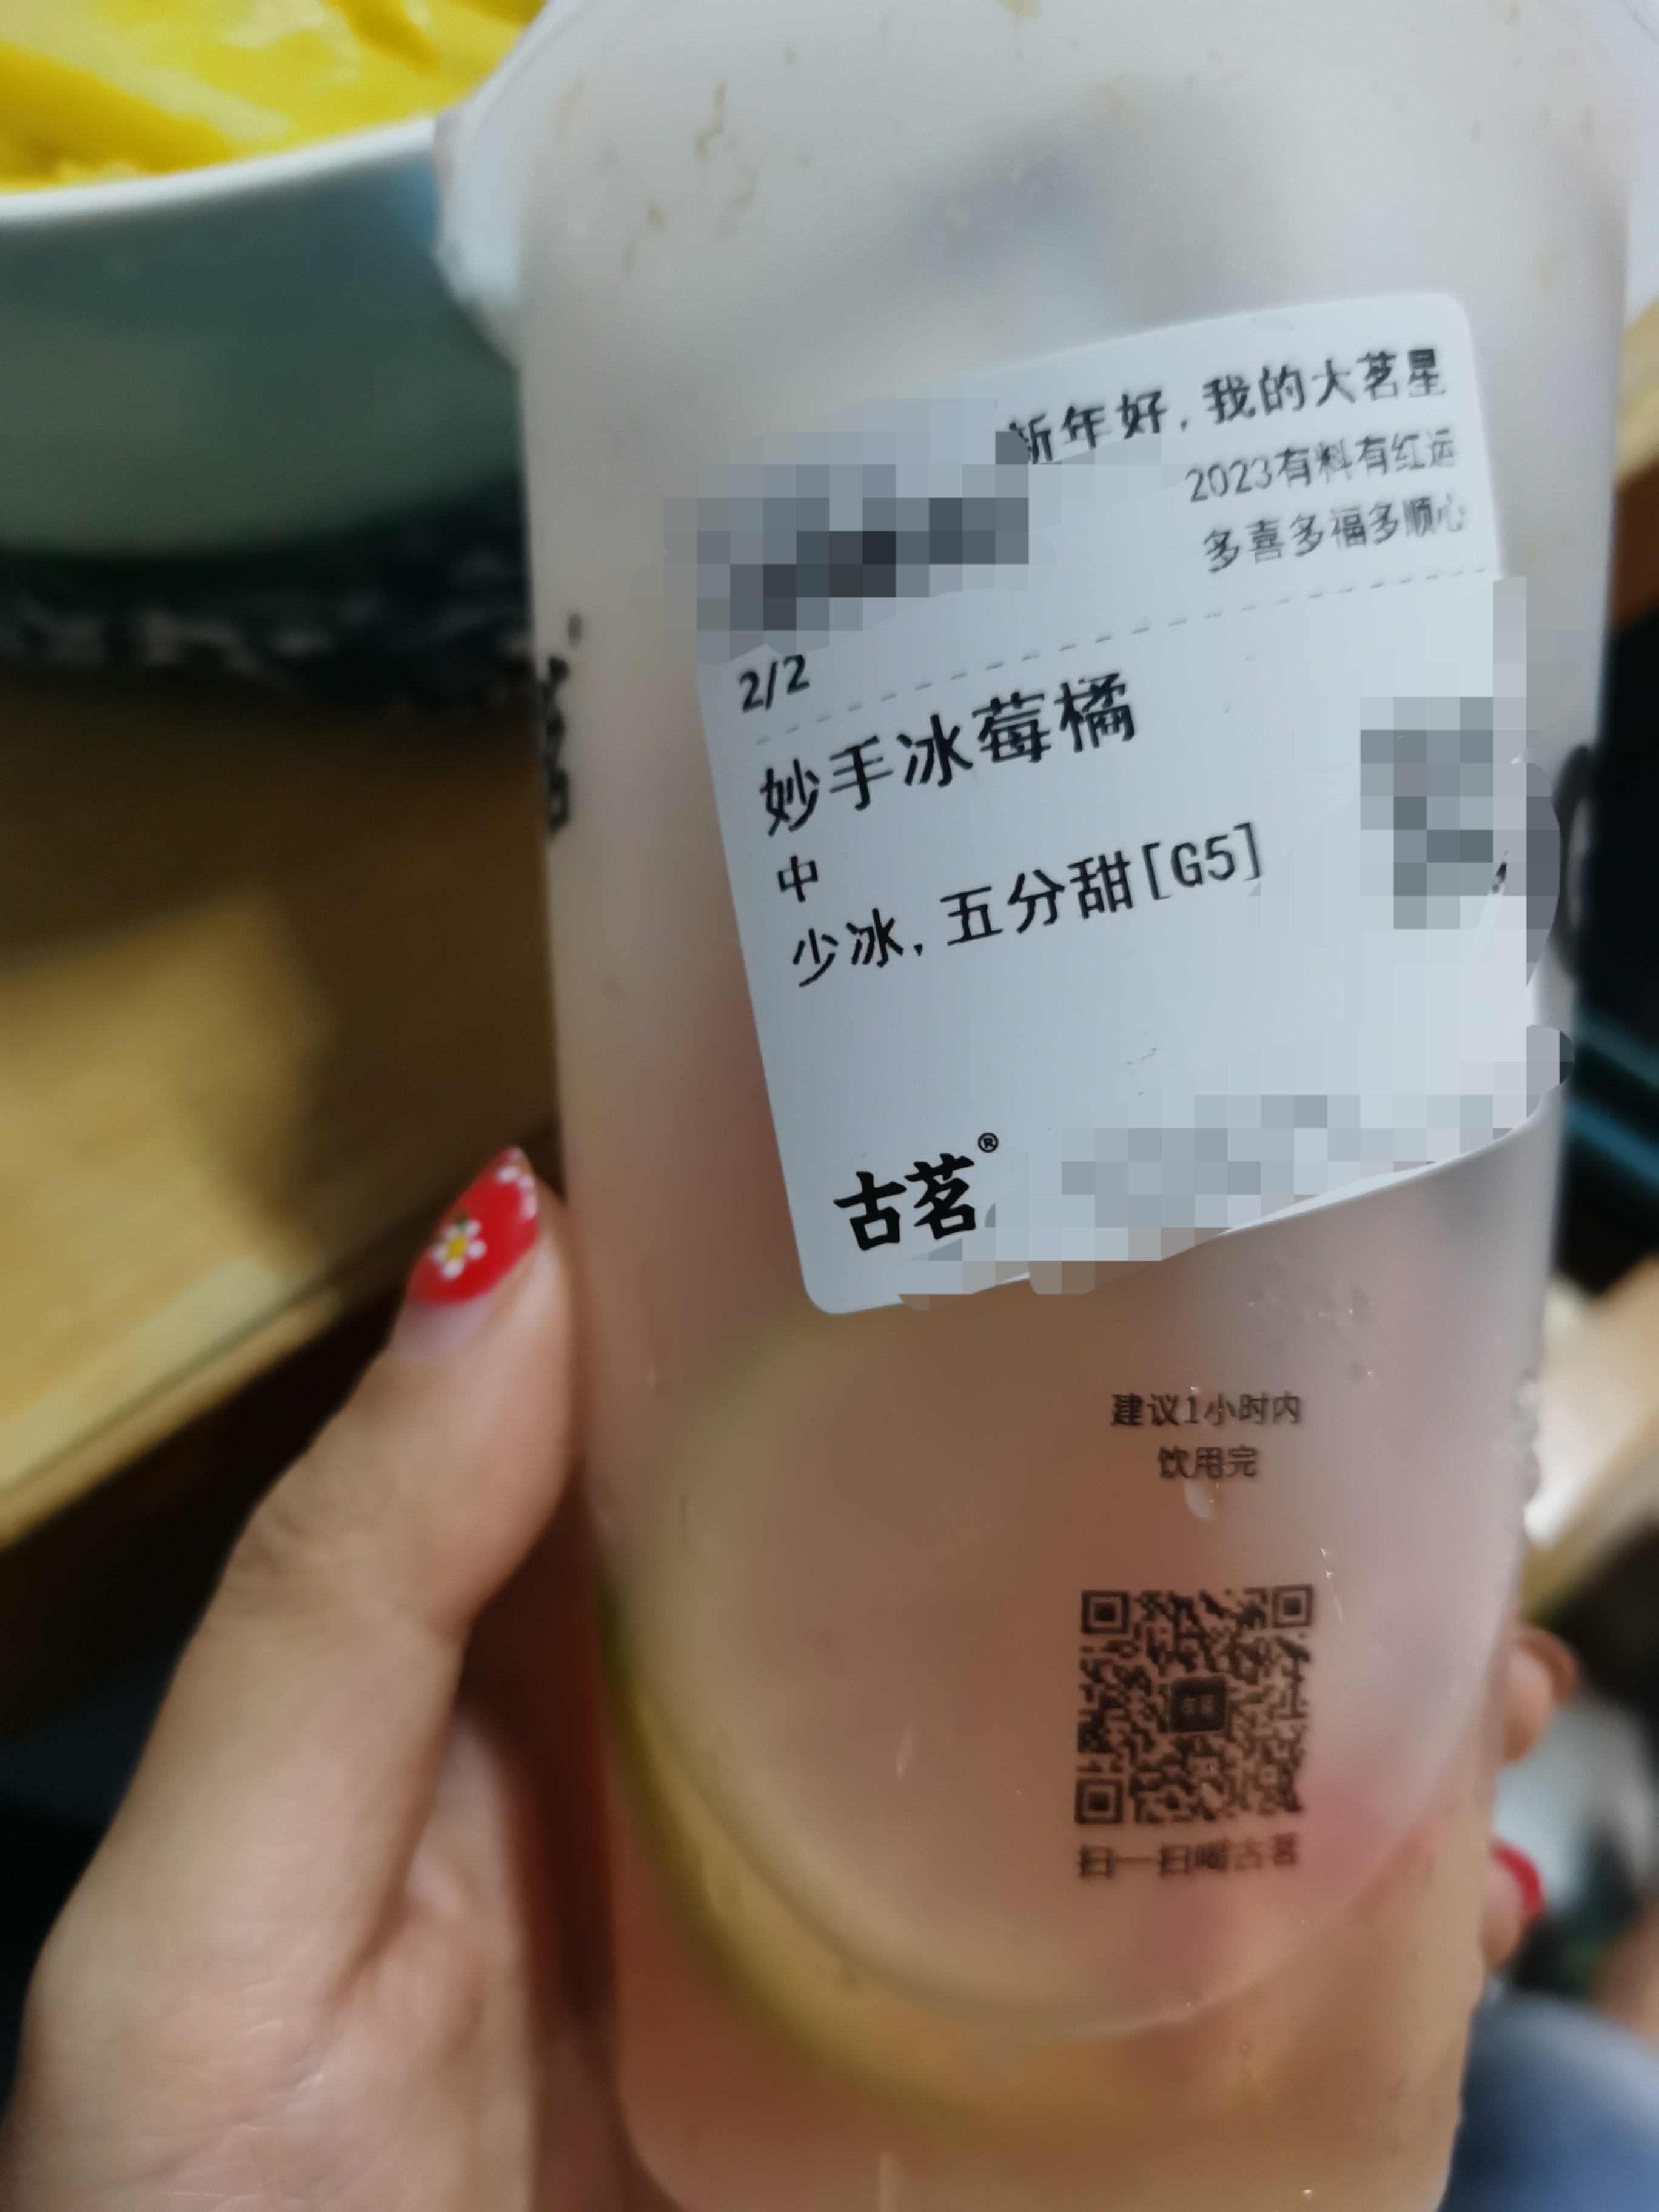 新年好,我的大茗星
2023有料有红运
多喜多福多顺心
2/2
妙手冰莓橘
中
少冰,五分甜[G5]
古茗®
建议1小时内
饮用完
扫一扫喝古茗